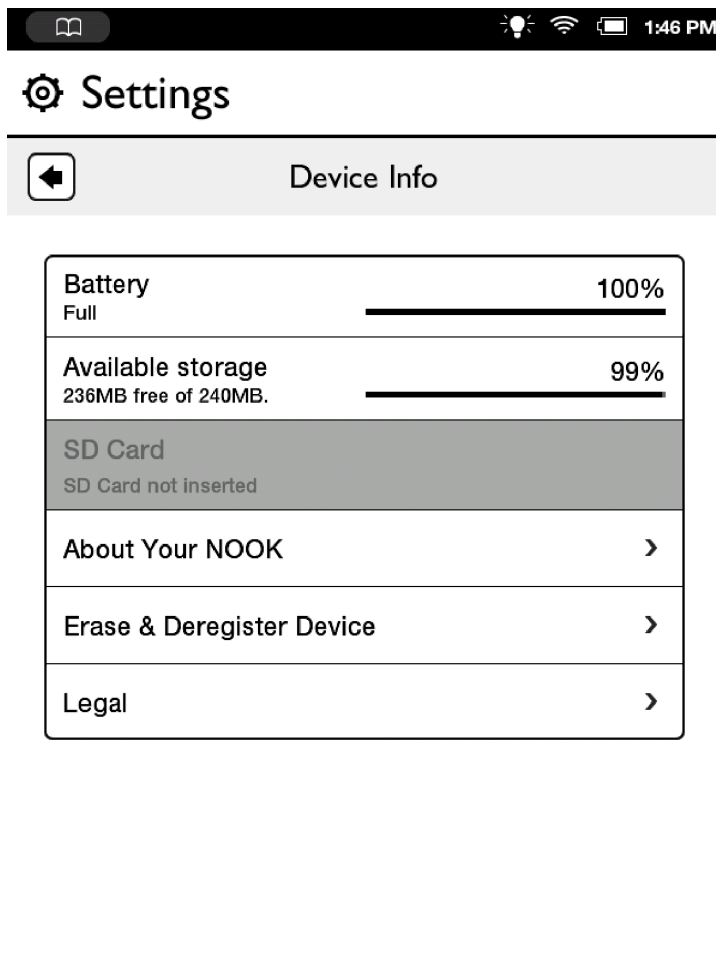 1:46 PM
Settings
Device Info
Battery
100%
Full
Available storage
99%
236MB free of 240MB.
SD Card
SD Card not inserted
About Your NOOK
Erase & Deregister Device
Legal